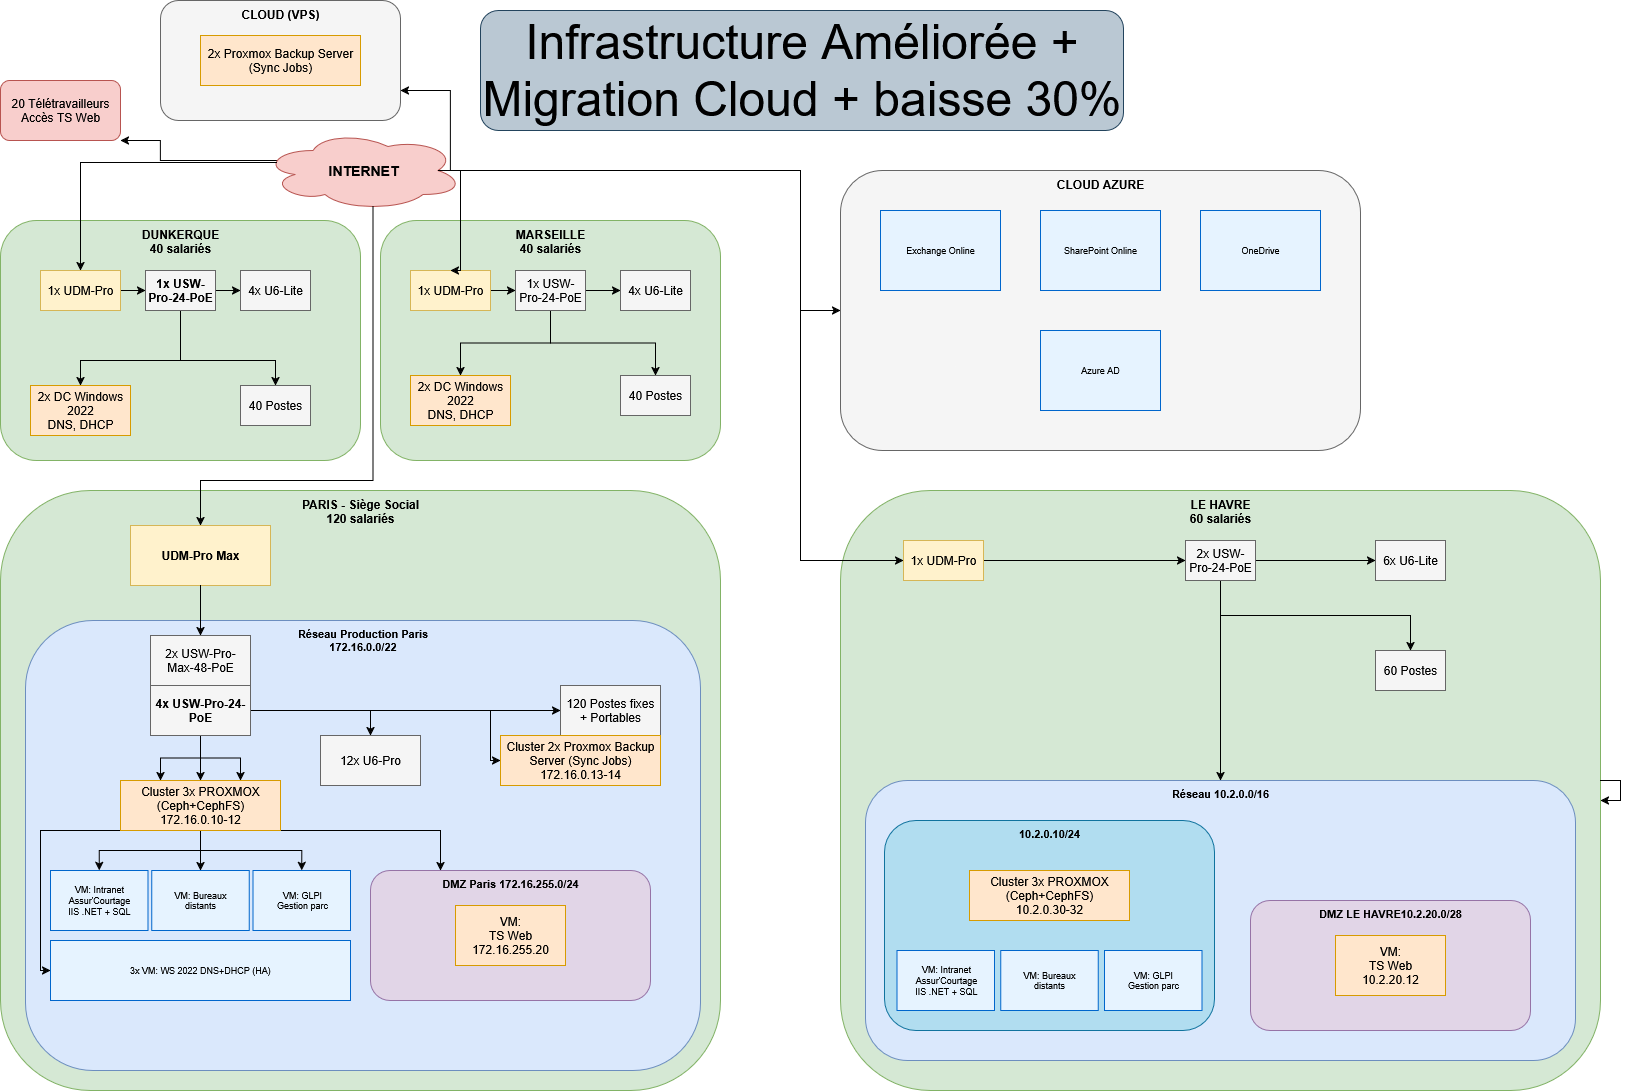 CLOUD (VPS)
2x Proxmox Backup Server
(Sync Jobs)
Infrastructure Améliorée +
Migration Cloud + baisse 30%
20 Télétravailleurs
Accès TS Web
INTERNET
CLOUD AZURE
Exchange Online
SharePoint Online
OneDrive
Azure AD
DUNKERQUE
40 salariés
1x UDM-Pro
1x USW-
Pro-24-PoE
4x U6-Lite
2x DC Windows
2022
DNS, DHCP
40 Postes
MARSEILLE
40 salariés
1x UDM-Pro
1x USW-
Pro-24-PoE
4x U6-Lite
2x DC Windows
2022
DNS, DHCP
40 Postes
PARIS - Siège Social
120 salariés
UDM-Pro Max
Réseau Production Paris
172.16.0.0/22
2x USW-Pro-
Max-48-PoE
4x USW-Pro-24-
PoE
120 Postes fixes
+ Portables
12x U6-Pro
Cluster 2x Proxmox Backup
Server (Sync Jobs)
172.16.0.13-14
Cluster 3x PROXMOX
(Ceph+CephFS)
172.16.0.10-12
VM: Intranet
Assur'Courtage
IIS .NET + SQL
VM: Bureaux
distants
VM: GLPI
Gestion parc
3x VM: WS 2022 DNS+DHCP (HA)
DMZ Paris 172.16.255.0/24
VM:
TS Web
172.16.255.20
LE HAVRE
60 salariés
1x UDM-Pro
2x USW-
Pro-24-PoE
6x U6-Lite
60 Postes
Réseau 10.2.0.0/16
10.2.0.10/24
Cluster 3x PROXMOX
(Ceph+CephFS)
10.2.0.30-32
VM: Intranet
Assur'Courtage
IIS .NET + SQL
VM: Bureaux
distants
VM: GLPI
Gestion parc
DMZ LE HAVRE10.2.20.0/28
VM:
TS Web
10.2.20.12